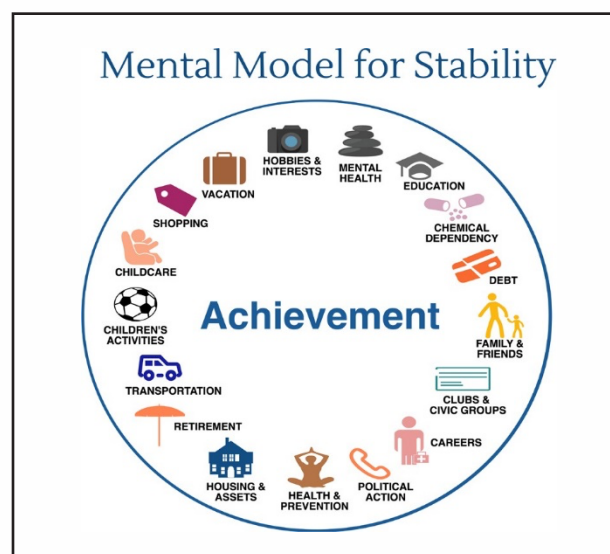 Mental Model for Stability
HOBBIES &
INTERESTS
MENTAL
HEALTH
EDUCATION
CHEMICAL
DEPENDENCY
DEBT
FAMILY &
FRIENDS
CLUBS &
CIVIC GROUPS
CAREERS
POLITICAL
ACTION
HEALTH &
PREVENTION
HOUSING &
ASSETS
RETIREMENT
TRANSPORTATION
CHILDREN'S
ACTIVITIES
CHILDCARE
SHOPPING
VACATION
Achievement